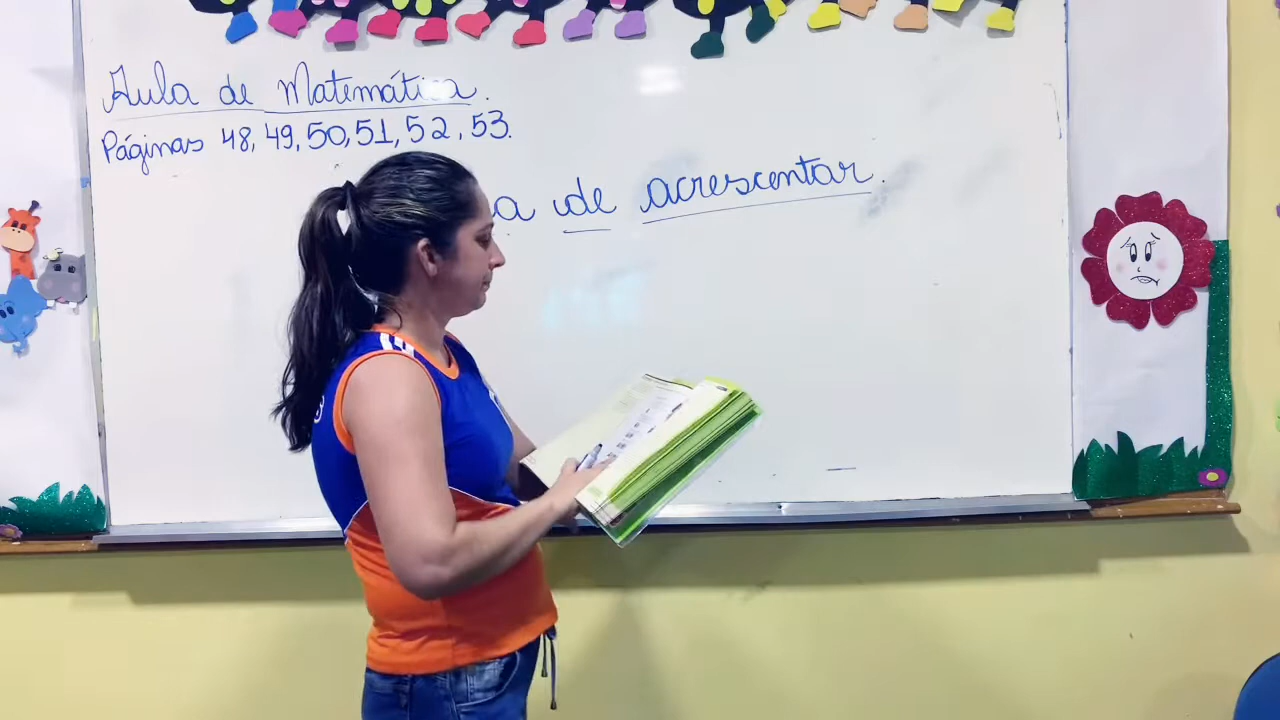 Aula de Matemática.
Páginas 48, 49, 50, 51, 52, 53.
de acrescentar.